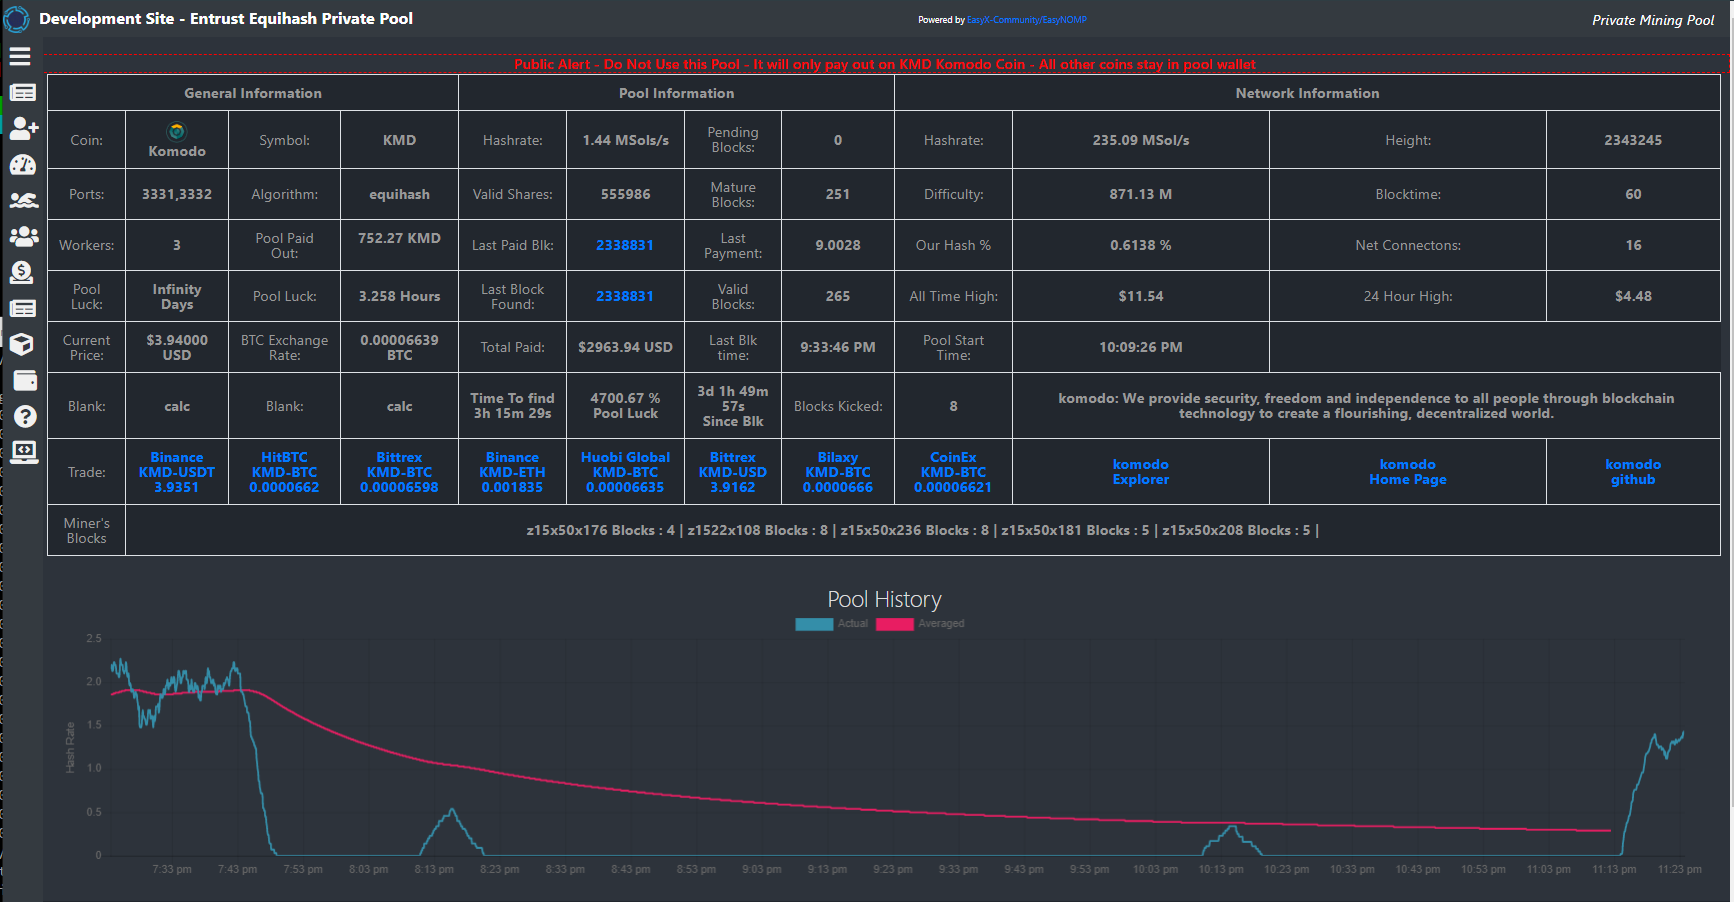 Development Site - Entrust Equihash Private Pool
Powered by EasyX-Community/EasyNOMP
Private Mining Pool
Public Alert - Do Not Use this Pool - It will only pay out on KMD Komodo Coin - All other coins stay in pool wallet
General Information
Pool Information
Network Information
Coin:
Komodo
Symbol:
KMD
Hashrate:
1.44 MSols/s
Pending
Blocks:
0
Hashrate:
235.09 MSol/s
Height:
2343245
Ports:
3331,3332
Algorithm:
equihash
Valid Shares:
555986
Mature
Blocks:
251
Difficulty:
871.13 M
Blocktime:
60
Workers:
3
Pool Paid
Out:
752.27 KMD
Last Paid Blk:
2338831
Last
Payment:
9.0028
Our Hash %
0.6138 %
Net Connectons:
16
Pool
Luck:
Infinity
Days
Pool Luck:
3.258 Hours
Last Block
Found:
2338831
Valid
Blocks:
265
All Time High:
$11.54
24 Hour High:
$4.48
Current
Price:
$3.94000
USD
BTC Exchange
Rate:
0.00006639
BTC
Total Paid:
$2963.94 USD
Last Blk
time:
9:33:46 PM
Pool Start
Time:
10:09:26 PM
Blank:
calc
Blank:
calc
Time To find
3h 15m 29s
4700.67 %
Pool Luck
3d 1h 49m
57s
Since Blk
Blocks Kicked:
8
komodo: We provide security, freedom and independence to all people through blockchain
technology to create a flourishing, decentralized world.
Trade:
Binance
KMD-USDT
3.9351
HitBTC
KMD-BTC
0.0000662
Bittrex
KMD-BTC
0.00006598
Binance
KMD-ETH
0.001835
Huobi Global
KMD-BTC
0.00006635
Bittrex
KMD-USD
3.9162
Bilaxy
KMD-BTC
0.0000666
CoinEx
KMD-BTC
0.00006621
komodo
Explorer
komodo
Home Page
komodo
github
Miner's
Blocks
z15x50x176 Blocks : 4 | z1522x108 Blocks : 8 | z15x50x236 Blocks : 8 | z15x50x181 Blocks : 5 | z15x50x208 Blocks : 5 |
Pool History
Actual
Averaged
Hash Rate
2.5
2.0
1.5
1.0
0.5
0
7:33 pm
7:43 pm
7:53 pm
8:03 pm
8:13 pm
8:23 pm
8:33 pm
8:43 pm
8:53 pm
9:03 pm
9:13 pm
9:23 pm
9:33 pm
9:43 pm
9:53 pm
10:03 pm
10:13 pm
10:23 pm
10:33 pm
10:43 pm
10:53 pm
11:03 pm
11:13 pm
11:23 pm